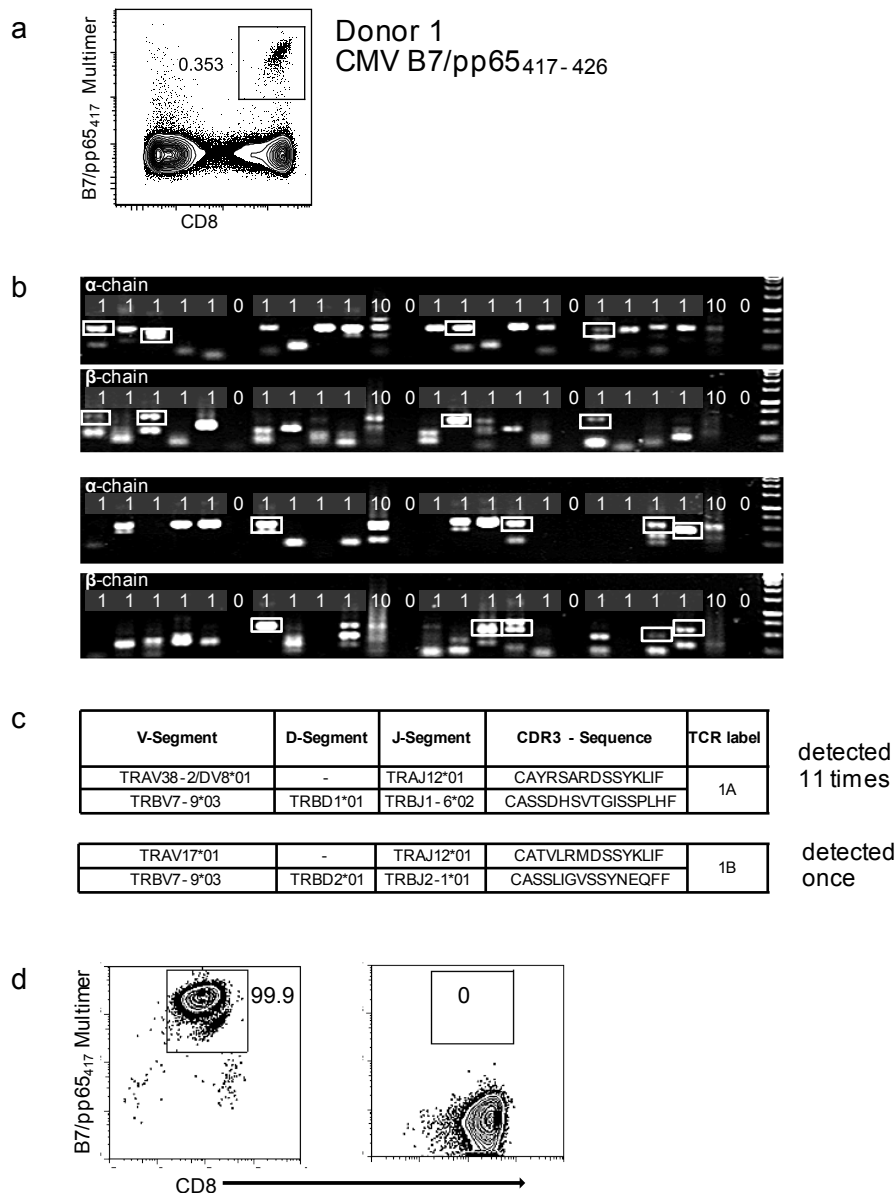 a
Donor 1
CMV B7/pp65417-426
0.353
B7/pp65417 Multimer
CD8
b
α-chain
1 1 1 1 1 0 1 1 1 1 10 0 1 1 1 1 1 0 1 1 1 1 10 0
β-chain
1 1 1 1 1 0 1 1 1 1 10 0 1 1 1 1 1 0 1 1 1 1 10 0
α-chain
1 1 1 1 1 0 1 1 1 1 10 0 1 1 1 1 1 0 1 1 1 1 10 0
β-chain
1 1 1 1 1 0 1 1 1 1 10 0 1 1 1 1 1 0 1 1 1 1 10 0
c
V-Segment D-Segment J-Segment CDR3 - Sequence TCR label
TRAV38-2/DV8*01 - TRAJ12*01 CAYRSARDSSYKLIF 1A
TRBV7-9*03 TRBD1*01 TRBJ1-6*02 CASSDHSVTGISSPLHF
detected
11 times
TRAV17*01 - TRAJ12*01 CATVLRMDSSYKLIF 1B
TRBV7-9*03 TRBD2*01 TRBJ2-1*01 CASSLIGVSSYNEQFF
detected
once
d
B7/pp65417 Multimer
99.9
0
CD8